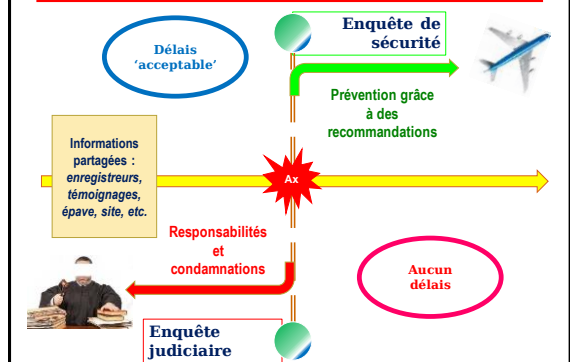 Enquête de
sécurité
Délais
‘acceptable’
Prévention grâce
à des
recommandations
Informations
partagées :
enregistreurs,
témoignages,
épave, site, etc.
Ax
Responsabilités
et
condamnations
Aucun
délais
Enquête
judiciaire